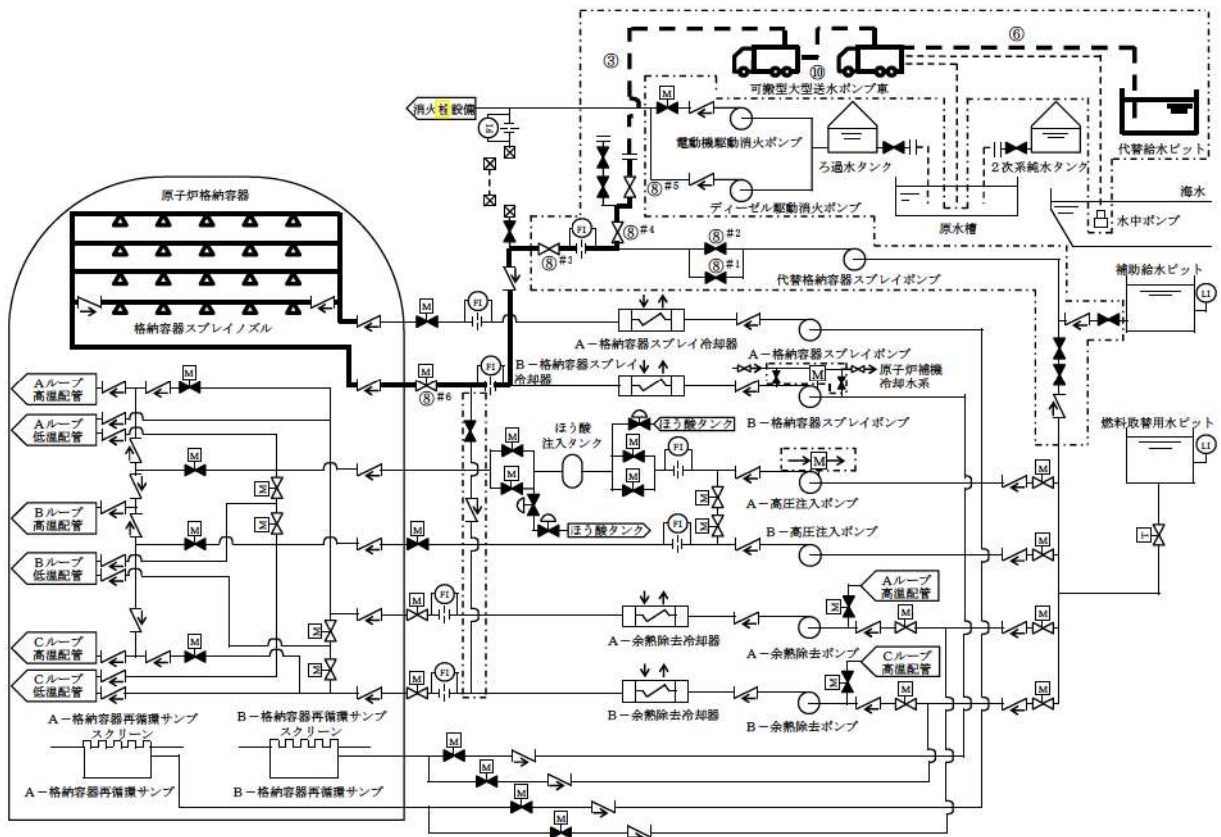 ③
⑥
⑩
可搬型大型送水ポンプ車
消火栓設備
M
FI
電動機駆動消火ポンプ
ろ過水タンク
2次系純水タンク
代替給水ピット
⑧#5
ディーゼル駆動消火ポンプ
原水槽
海水
水中ポンプ
原子炉格納容器
FI
⑧#4
⑧#3
⑧#2
⑧#1
代替格納容器スプレイポンプ
補助給水ピット
LI
格納容器スプレイノズル
M
FI
A-格納容器スプレイ冷却器
A-格納容器スプレイポンプ
B-格納容器スプレイ
冷却器
M
原子炉補機
冷却水系
M
⑧#6
FI
B-格納容器スプレイポンプ
燃料取替用水ピット
LI
Aループ
高温配管
M
Aループ
低温配管
ほう酸
注入タンク
ほう酸タンク
M
M
M
M
M
FI
M
A-高圧注入ポンプ
M
M
M
M
M
ほう酸タンク
Bループ
高温配管
M
M
FI
B-高圧注入ポンプ
M
T
Bループ
低温配管
Aループ
高温配管
M
FI
A-余熱除去冷却器
M
M
M
A-余熱除去ポンプ
M
Cループ
高温配管
M
M
Cループ
高温配管
Cループ
低温配管
M
FI
B-余熱除去冷却器
M
M
M
B-余熱除去ポンプ
A-格納容器再循環サンプ
スクリーン
B-格納容器再循環サンプ
スクリーン
M
M
A-格納容器再循環サンプ
B-格納容器再循環サンプ
M
M